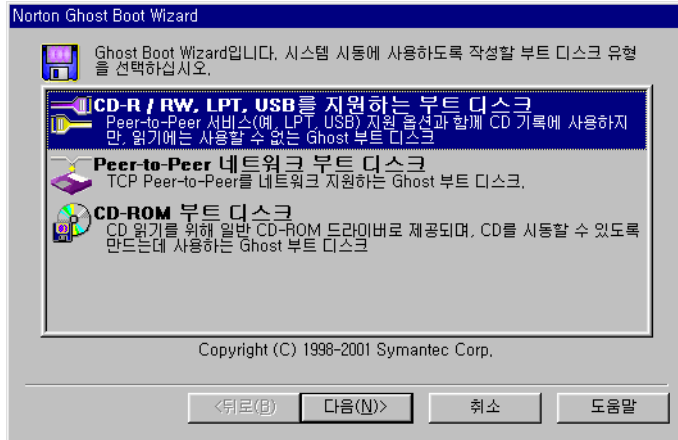 Norton Ghost Boot Wizard
Ghost Boot Wizard입니다. 시스템 시동에 사용하도록 작성할 부트 디스크 유형
을 선택하십시오.
CD-R / RW, LPT, USB를 지원하는 부트 디스크
Peer-to-Peer 서비스(예, LPT, USB) 지원 옵션과 함께 CD 기록에 사용하지
만, 읽기에는 사용할 수 없는 Ghost 부트 디스크
Peer-to-Peer 네트워크 부트 디스크
TCP Peer-to-Peer를 네트워크 지원하는 Ghost 부트 디스크.
CD-ROM 부트 디스크
CD 읽기를 위해 일반 CD-ROM 드라이버로 제공되며, CD를 시동할 수 있도록
만드는데 사용하는 Ghost 부트 디스크
Copyright (C) 1998-2001 Symantec Corp.
<뒤로(B) 다음(N)> 취소 도움말